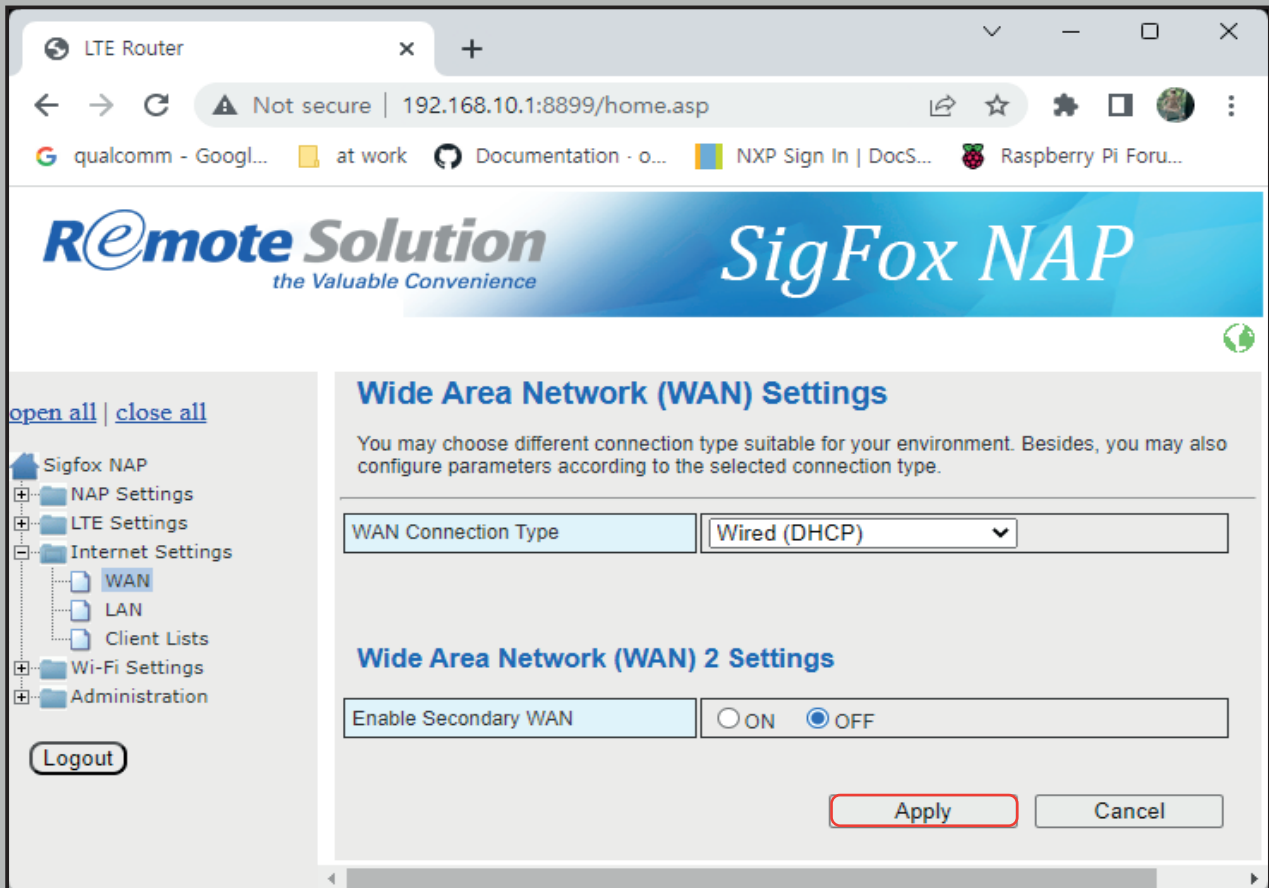 LTE Router
Not secure | 192.168.10.1:8899/home.asp
qualcomm - Googl... at work Documentation · o... NXP Sign In | DocS... Raspberry Pi Foru...
Remote Solution
the Valuable Convenience
SigFox NAP
open all | close all
Sigfox NAP
NAP Settings
LTE Settings
Internet Settings
WAN
LAN
Client Lists
Wi-Fi Settings
Administration
Logout
Wide Area Network (WAN) Settings
You may choose different connection type suitable for your environment. Besides, you may also
configure parameters according to the selected connection type.
WAN Connection Type Wired (DHCP)
Wide Area Network (WAN) 2 Settings
Enable Secondary WAN ON OFF
Apply Cancel